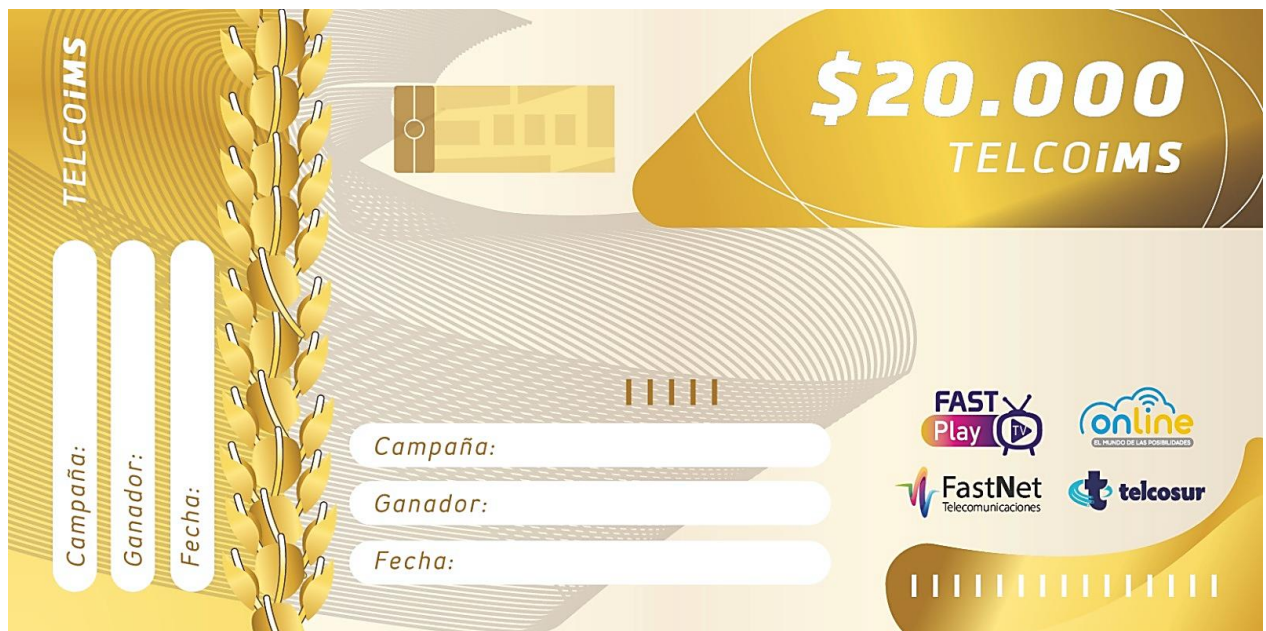 TELCOiMS
Campaña:
Ganador:
Fecha:
$20.000
TELCOiMS
Campaña:
Ganador:
Fecha:
FAST
Play TV
online
EL MUNDO DE LAS POSIBILIDADES
FastNet
Telecomunicaciones
t telcosur